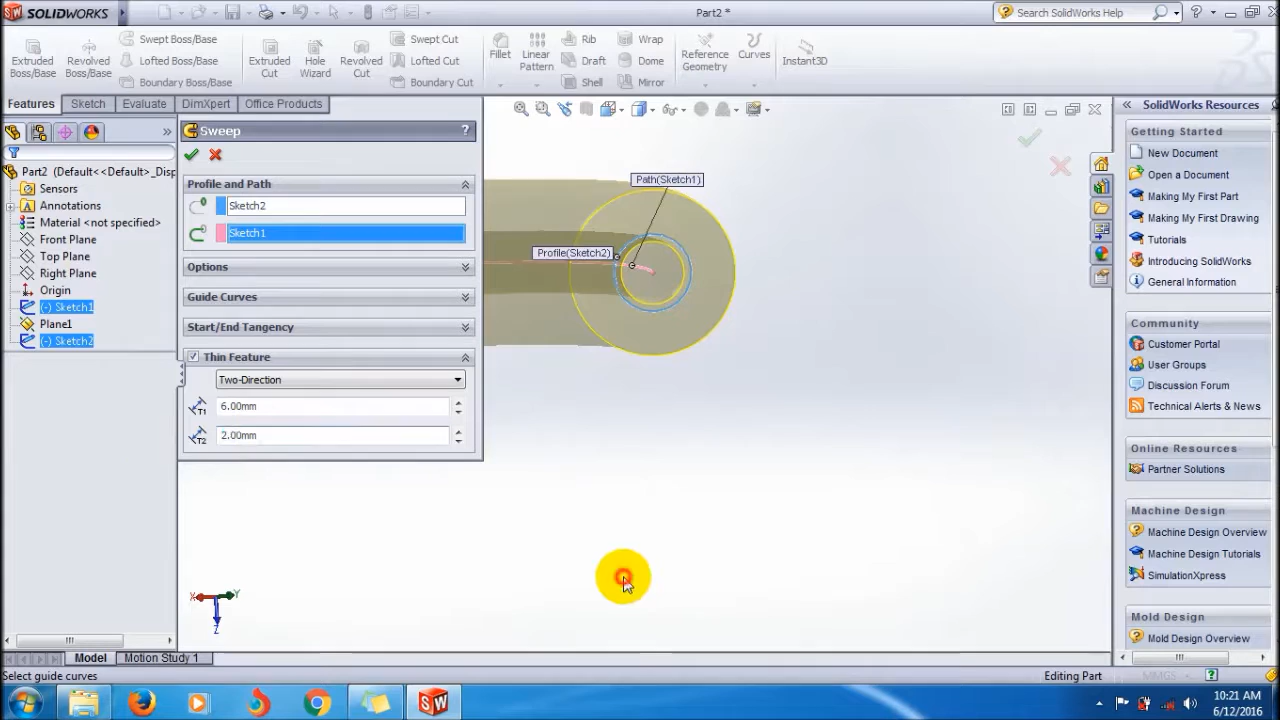 SOLIDWORKS
Part2 *
Search SolidWorks Help
Extruded Boss/Base
Revolved Boss/Base
Swept Boss/Base
Lofted Boss/Base
Boundary Boss/Base
Extruded Cut
Hole Wizard
Revolved Cut
Swept Cut
Lofted Cut
Boundary Cut
Fillet
Linear Pattern
Rib
Draft
Shell
Wrap
Dome
Mirror
Reference Geometry
Curves
Instant3D
Features
Sketch
Evaluate
DimXpert
Office Products
Part2 (Default<<Default>_Disp
Sensors
Annotations
Material <not specified>
Front Plane
Top Plane
Right Plane
Origin
(-) Sketch1
Plane1
(-) Sketch2
Sweep
?
Profile and Path
Sketch2
Sketch1
Options
Guide Curves
Start/End Tangency
Thin Feature
Two-Direction
T1
6.00mm
T2
2.00mm
Path(Sketch1)
Profile(Sketch2)
X
Y
Z
SolidWorks Resources
Getting Started
New Document
Open a Document
Making My First Part
Making My First Drawing
Tutorials
Introducing SolidWorks
General Information
Community
Customer Portal
User Groups
Discussion Forum
Technical Alerts & News
Online Resources
Partner Solutions
Machine Design
Machine Design Overview
Machine Design Tutorials
SimulationXpress
Mold Design
Mold Design Overview
Model
Motion Study 1
Select guide curves
Editing Part
MMGS
10:21 AM
6/12/2016